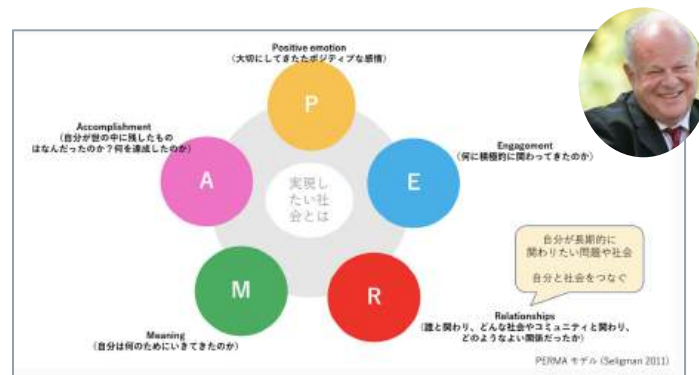 Positive emotion
（大切にしてきたたポジティブな感情）
P
Accomplishment
（自分が世の中に残したもの
はなんだったのか？何を達成したのか）
A
Engagement
（何に積極的に関わってきたのか）
E
実現し
たい社
会とは
自分が長期的に
関わりたい問題や社会
自分と社会をつなぐ
M
R
Meaning
（自分は何のためにいきてきたのか）
Relationships
（誰と関わり、どんな社会やコミュニティと関わり、
どのようなよい関係だったか）
PERMA モデル (Seligman 2011)